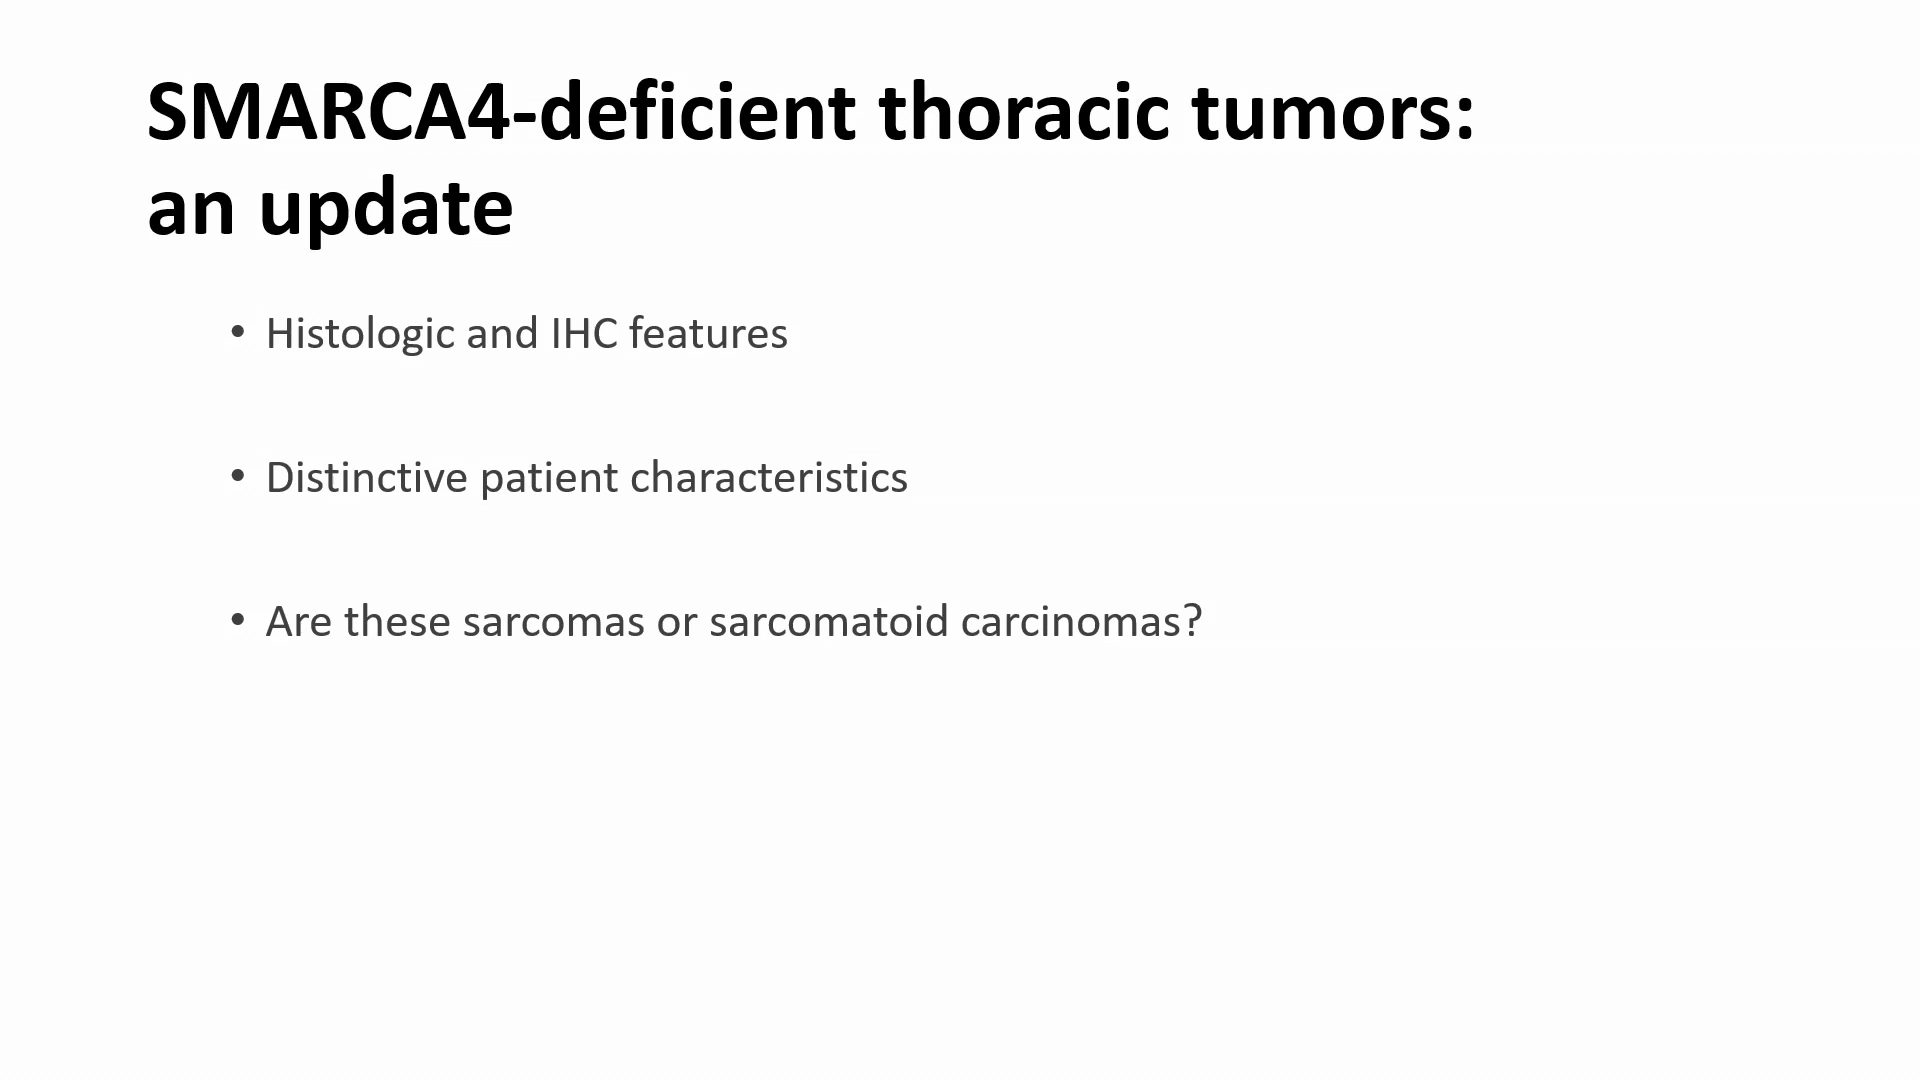 SMARCA4-deficient thoracic tumors:
an update
• Histologic and IHC features
• Distinctive patient characteristics
• Are these sarcomas or sarcomatoid carcinomas?